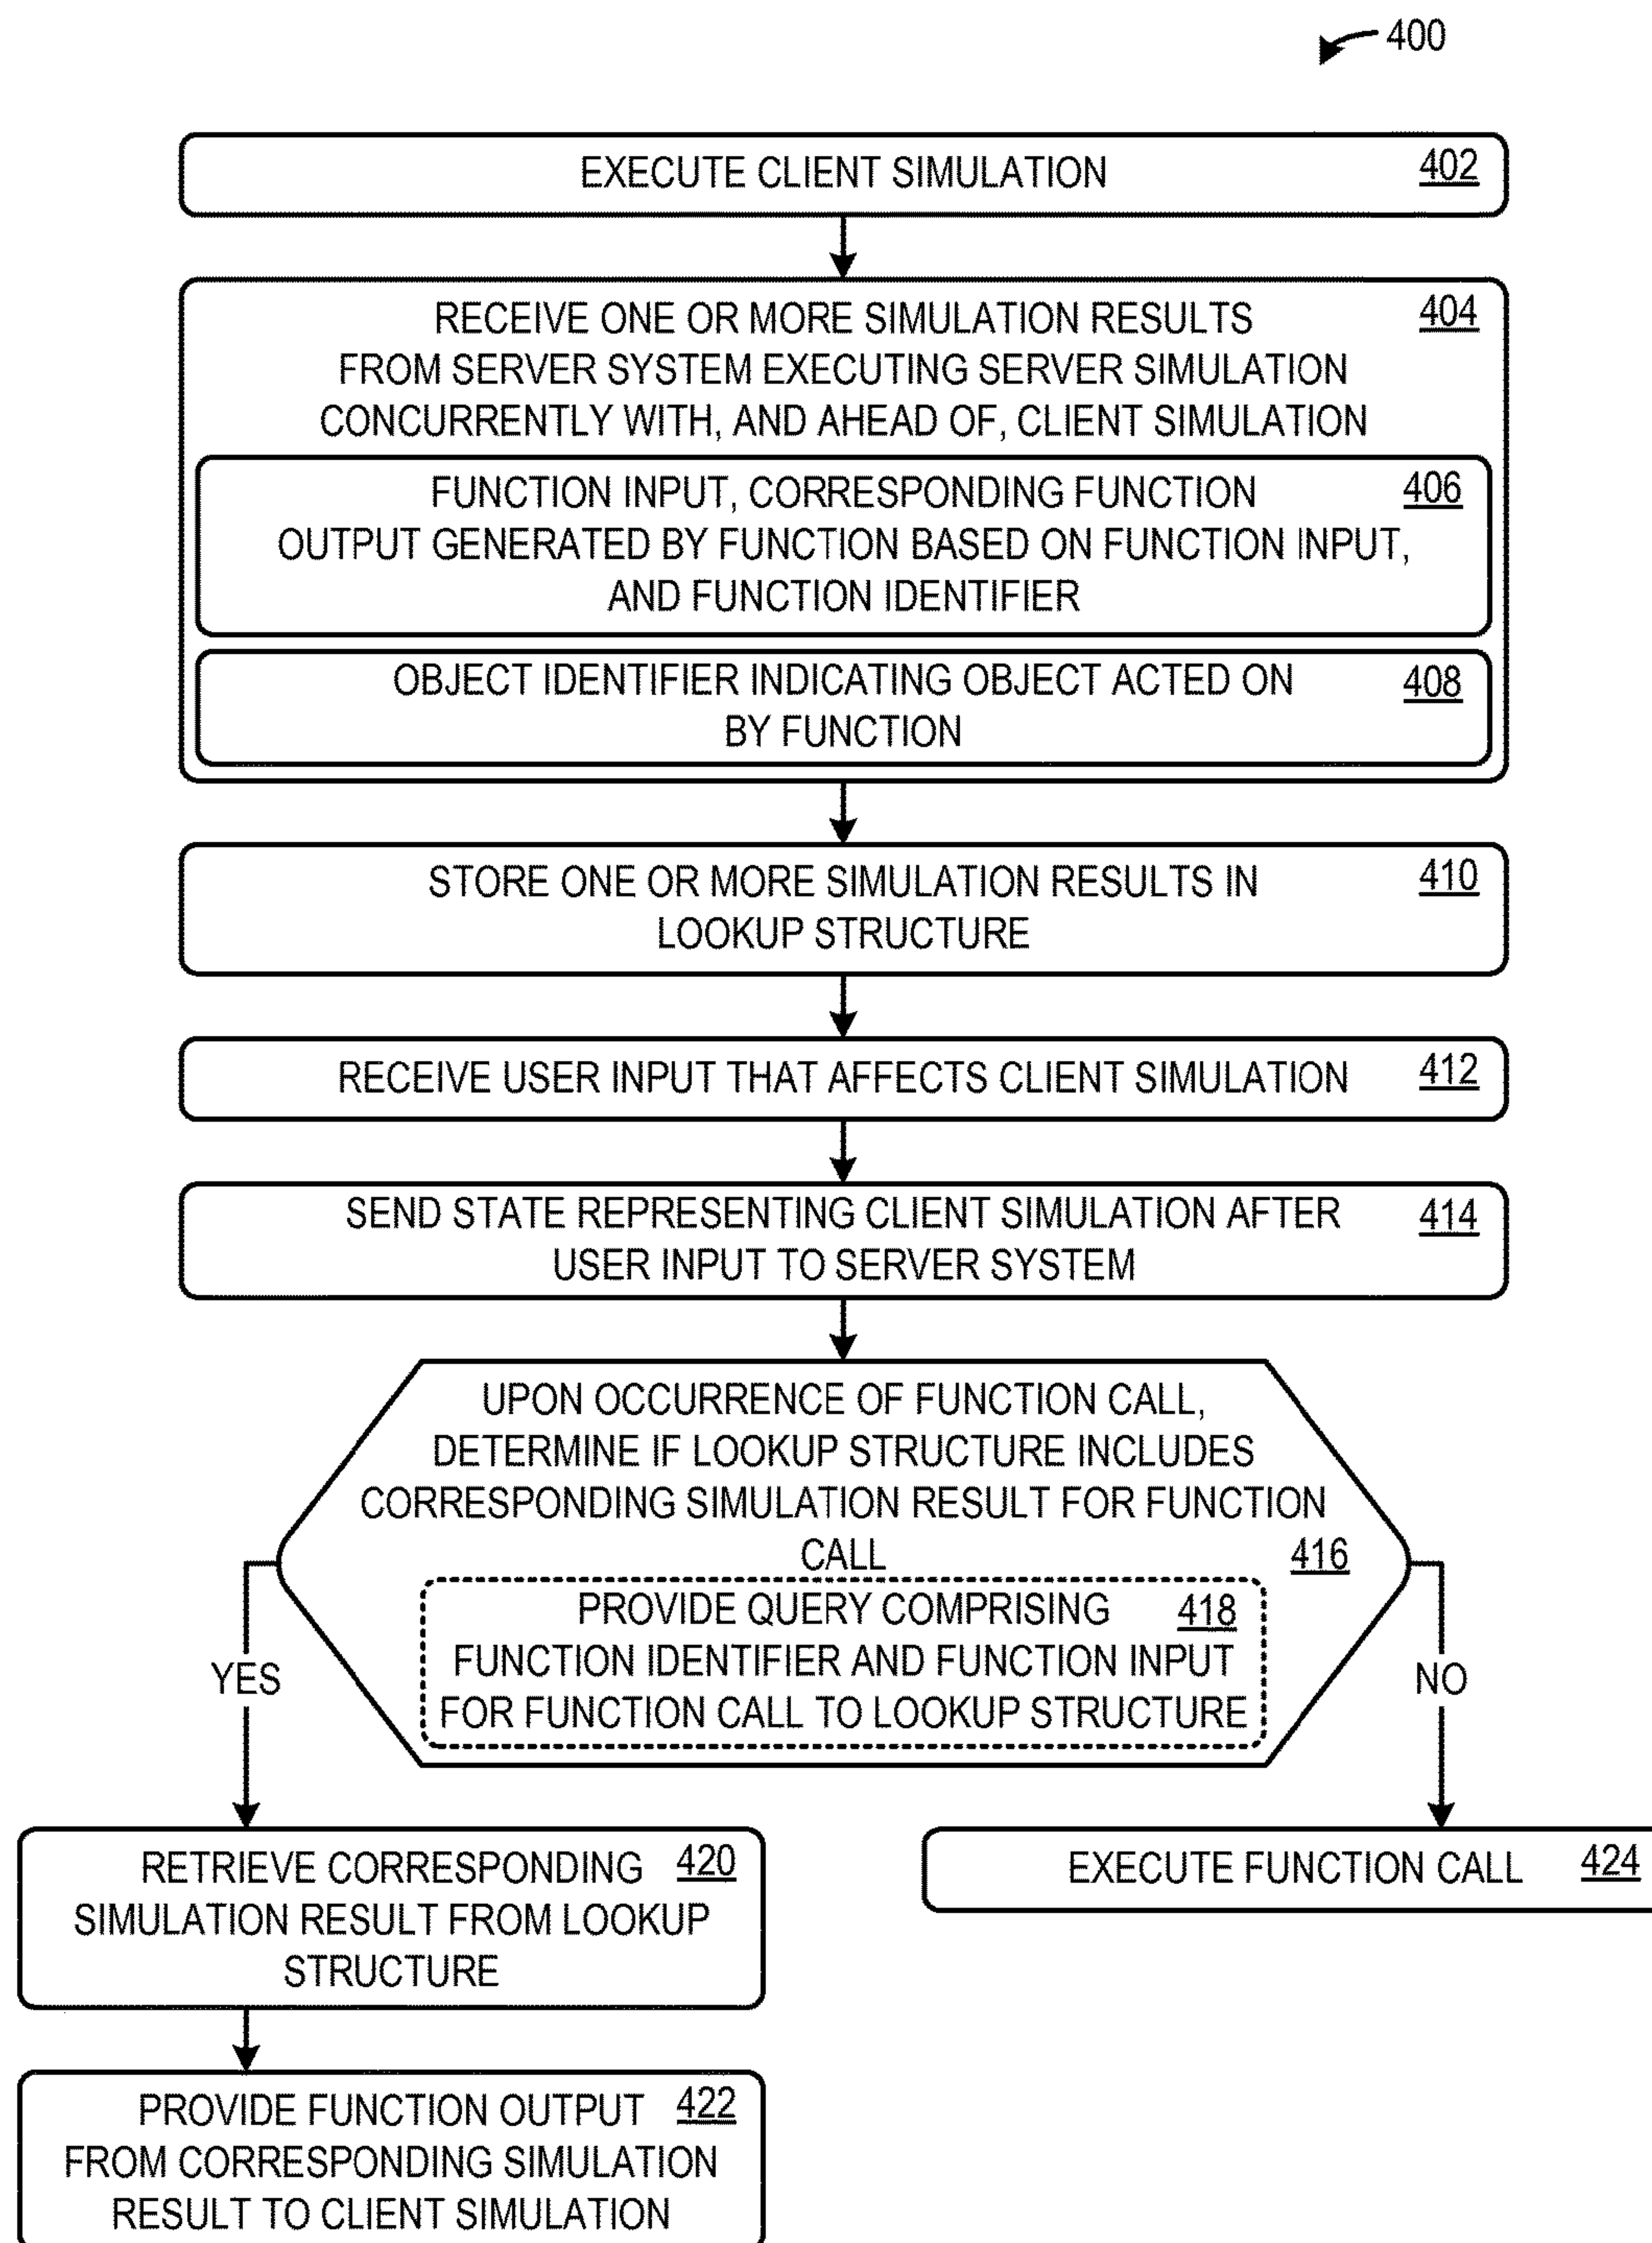 400
EXECUTE CLIENT SIMULATION 402
RECEIVE ONE OR MORE SIMULATION RESULTS 404
FROM SERVER SYSTEM EXECUTING SERVER SIMULATION
CONCURRENTLY WITH, AND AHEAD OF, CLIENT SIMULATION
FUNCTION INPUT, CORRESPONDING FUNCTION 406
OUTPUT GENERATED BY FUNCTION BASED ON FUNCTION INPUT,
AND FUNCTION IDENTIFIER
OBJECT IDENTIFIER INDICATING OBJECT ACTED ON 408
BY FUNCTION
STORE ONE OR MORE SIMULATION RESULTS IN 410
LOOKUP STRUCTURE
RECEIVE USER INPUT THAT AFFECTS CLIENT SIMULATION 412
SEND STATE REPRESENTING CLIENT SIMULATION AFTER 414
USER INPUT TO SERVER SYSTEM
UPON OCCURRENCE OF FUNCTION CALL,
DETERMINE IF LOOKUP STRUCTURE INCLUDES
CORRESPONDING SIMULATION RESULT FOR FUNCTION
CALL 416
PROVIDE QUERY COMPRISING 418
FUNCTION IDENTIFIER AND FUNCTION INPUT
FOR FUNCTION CALL TO LOOKUP STRUCTURE
YES
NO
RETRIEVE CORRESPONDING 420
SIMULATION RESULT FROM LOOKUP
STRUCTURE
EXECUTE FUNCTION CALL 424
PROVIDE FUNCTION OUTPUT 422
FROM CORRESPONDING SIMULATION
RESULT TO CLIENT SIMULATION